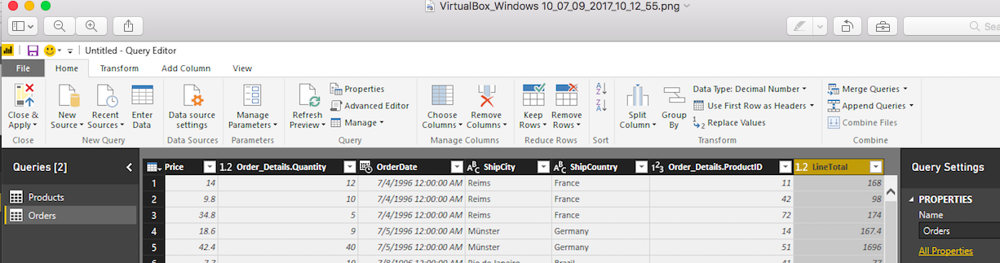 VirtualBox_Windows 10_07_09_2017_10_12_55.png
Untitled - Query Editor
File Home Transform Add Column View
Close & Apply
New Source
Recent Sources
Enter Data
Data source settings
Manage Parameters
Refresh Preview
Properties
Advanced Editor
Manage
Choose Columns
Remove Columns
Keep Rows
Remove Rows
Split Column
Group By
Data Type: Decimal Number
Use First Row as Headers
Replace Values
Merge Queries
Append Queries
Combine Files
Close New Query Data Sources Parameters Query Manage Columns Reduce Rows Sort Transform Combine
Queries [2]
Products
Orders
Price 1.2 Order_Details.Quantity OrderDate ABC ShipCity ABC ShipCountry 123 Order_Details.ProductID 1.2 LineTotal
1 14 12 7/4/1996 12:00:00 AM Reims France 11 168
2 9.8 10 7/4/1996 12:00:00 AM Reims France 42 98
3 34.8 5 7/4/1996 12:00:00 AM Reims France 72 174
4 18.6 9 7/5/1996 12:00:00 AM Münster Germany 14 167.4
5 42.4 40 7/5/1996 12:00:00 AM Münster Germany 51 1696
6 7.7 10 7/8/1996 12:00:00 AM Rio de Janeiro Brazil 41 77
Query Settings
PROPERTIES
Name
Orders
All Properties